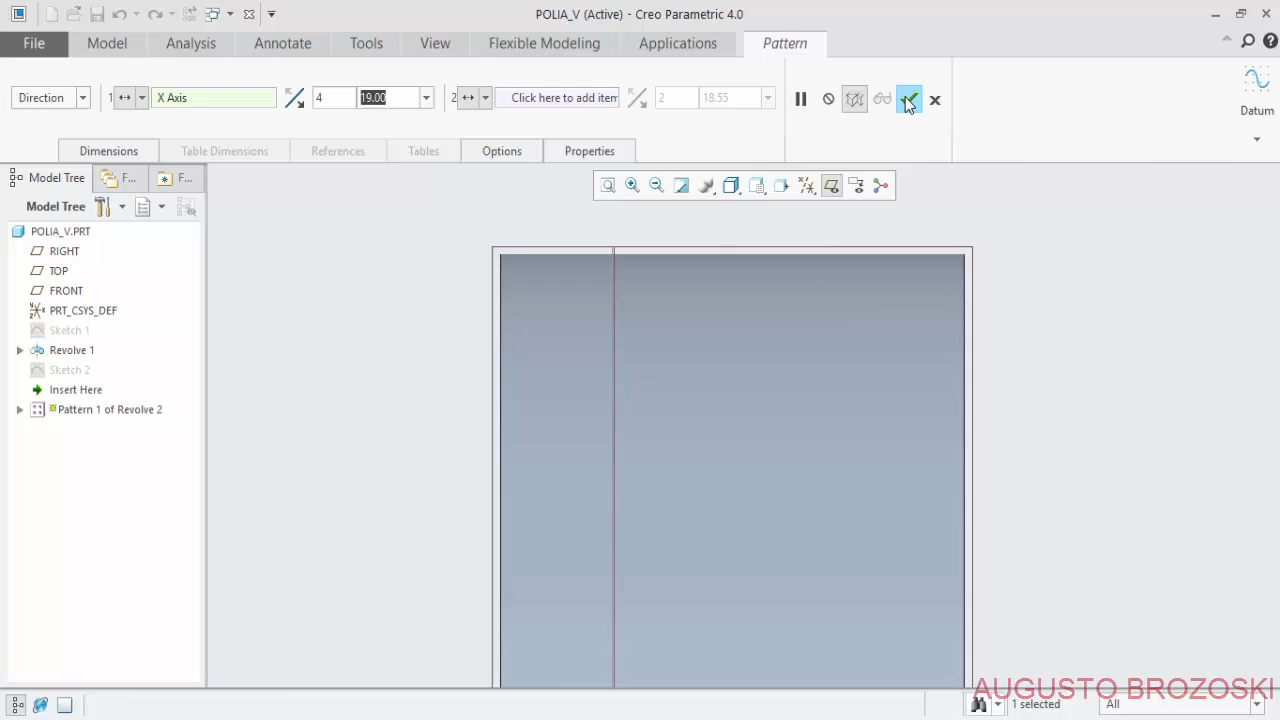 POLIA_V (Active) - Creo Parametric 4.0
File Model Analysis Annotate Tools View Flexible Modeling Applications Pattern
Direction 1 X Axis 4 19.00 2 Click here to add item 2 18.55
Datum
Dimensions Table Dimensions References Tables Options Properties
Model Tree F... F...
Model Tree
POLIA_V.PRT
RIGHT
TOP
FRONT
PRT_CSYS_DEF
Sketch 1
Revolve 1
Sketch 2
Insert Here
Pattern 1 of Revolve 2
AUGUSTO BROZOSKI
1 selected All